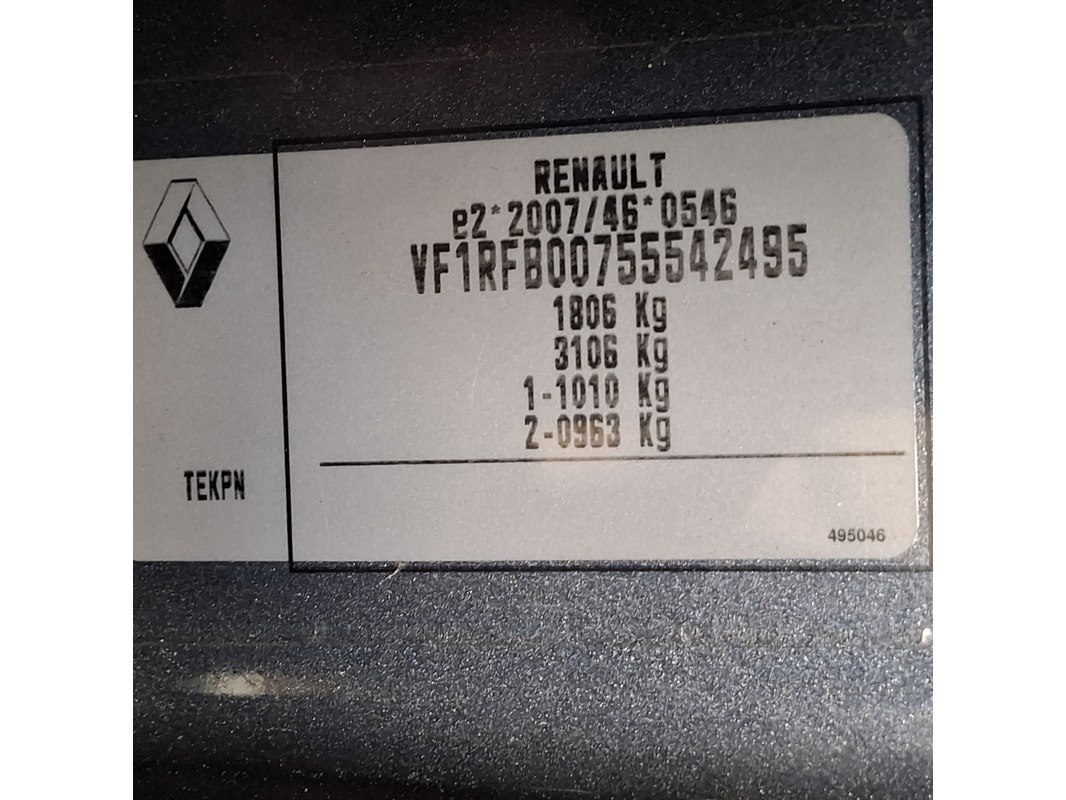 RENAULT
e2*2007/46*0546
VF1RFB00755542495
1806 Kg
3106 Kg
1-1010 Kg
2-0963 Kg
TEKPN
495046